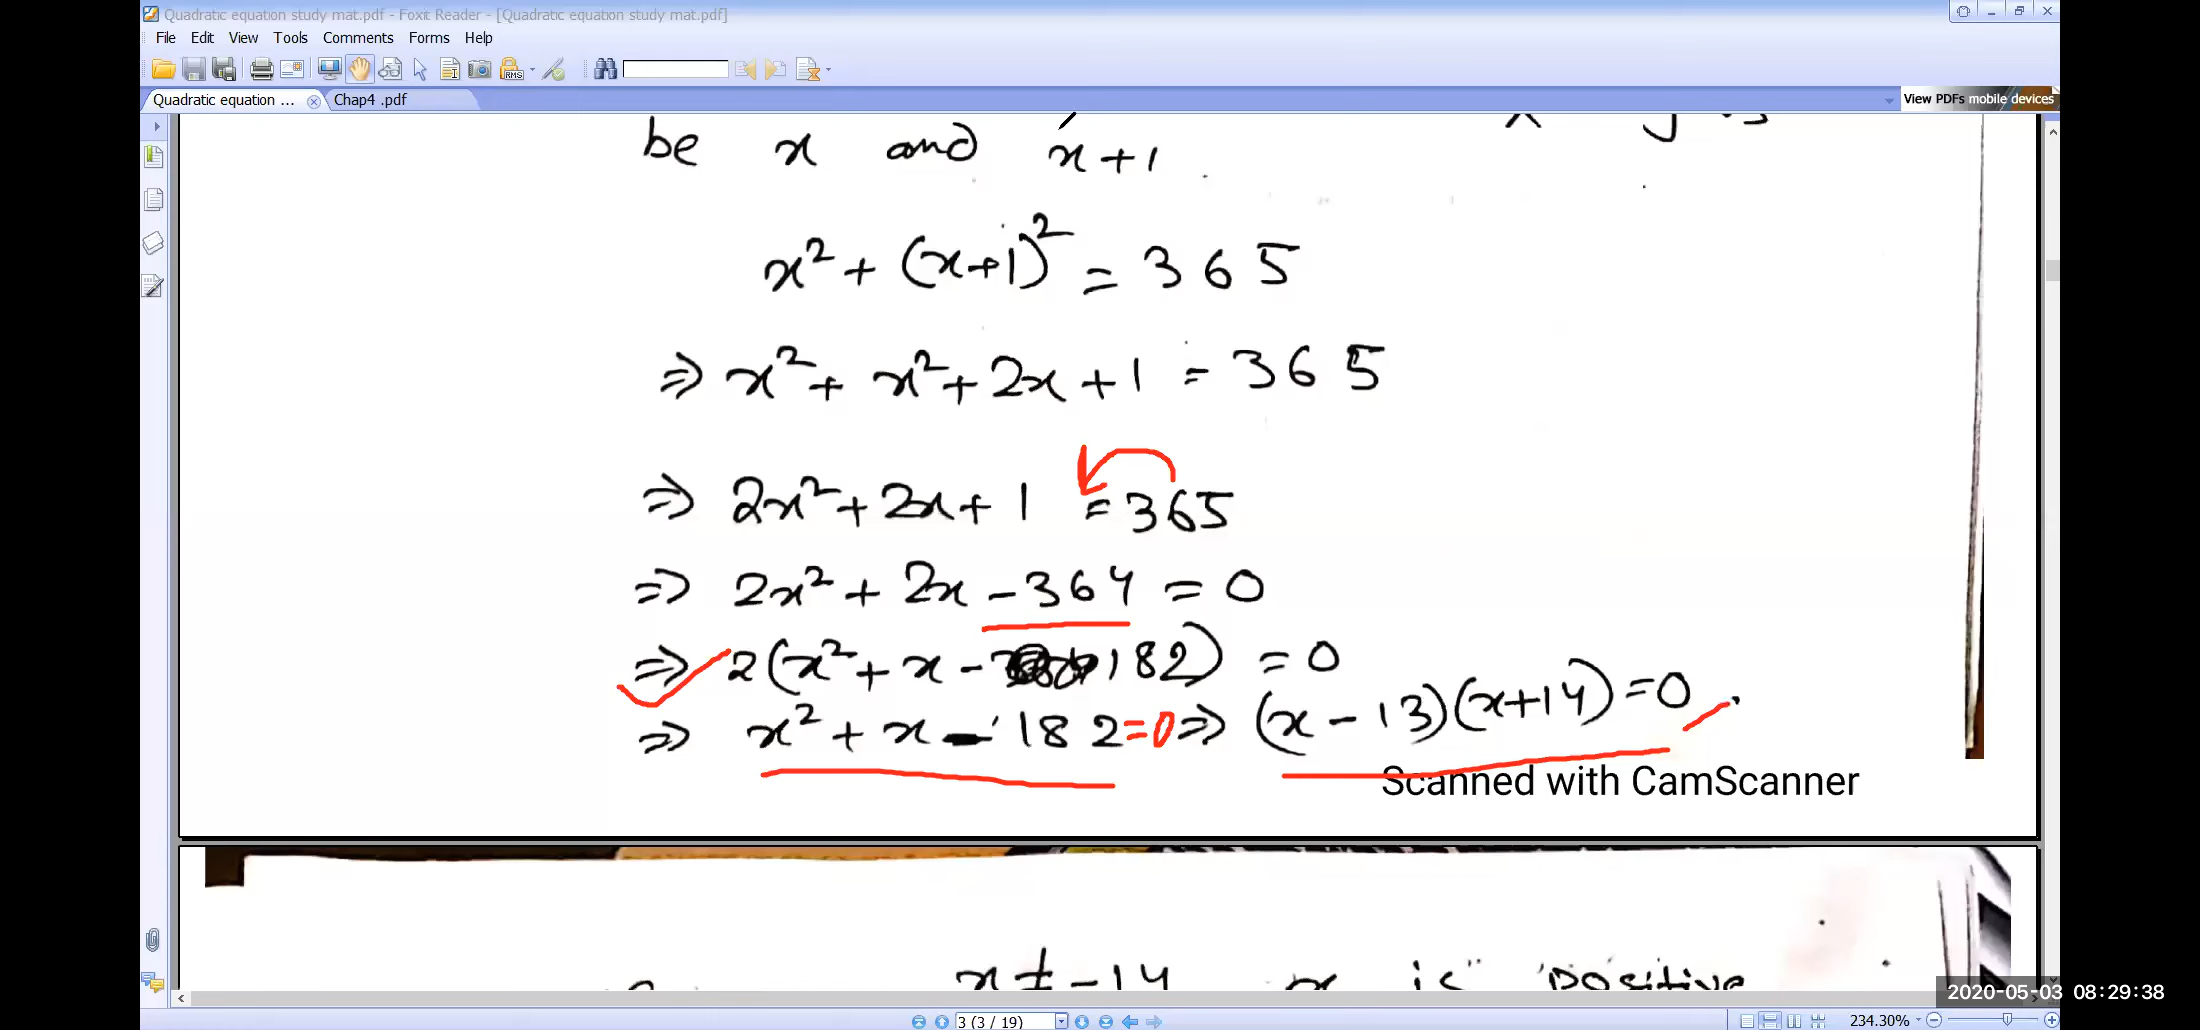 Quadratic equation study mat.pdf - Foxit Reader - [Quadratic equation study mat.pdf]
File Edit View Tools Comments Forms Help
Quadratic equation ... Chap4 .pdf
View PDFs mobile devices
be x and x+1
x² + (x+1)² = 365
⇒ x² + x² + 2x + 1 = 365
⇒ 2x² + 2x + 1 = 365
⇒ 2x² + 2x - 364 = 0
⇒ 2(x² + x - 182) = 0
⇒ x² + x - 182 = 0 ⇒ (x - 13)(x+14) = 0
Scanned with CamScanner
x ≠ -14 x is positive
2020-05-03 08:29:38
3 (3 / 19)
234.30%